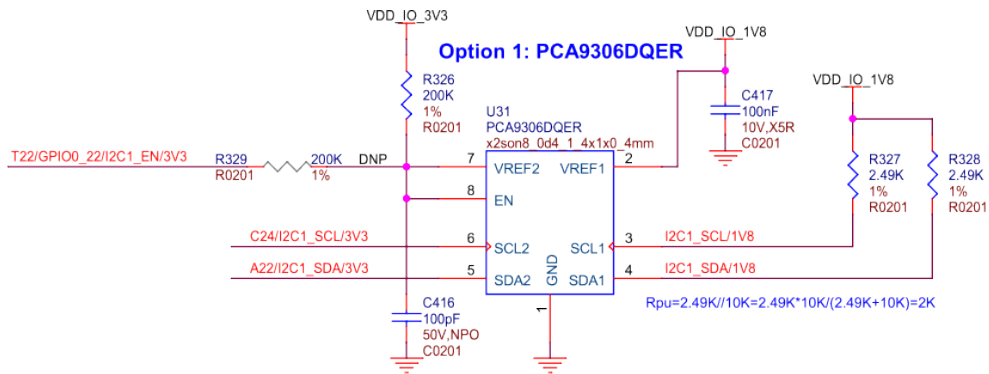 VDD_IO_3V3
Option 1: PCA9306DQER
VDD_IO_1V8
VDD_IO_1V8
R326
200K
1%
R0201
U31
PCA9306DQER
x2son8_0d4_1_4x1x0_4mm
C417
100nF
10V,X5R
C0201
T22/GPIO0_22/I2C1_EN/3V3
R329
R0201
200K
1%
DNP
7
VREF2
VREF1
2
8
EN
R327
2.49K
1%
R0201
R328
2.49K
1%
R0201
C24/I2C1_SCL/3V3
6
SCL2
SCL1
3
I2C1_SCL/1V8
A22/I2C1_SDA/3V3
5
SDA2
GND
SDA1
4
I2C1_SDA/1V8
1
C416
100pF
50V,NPO
C0201
Rpu=2.49K//10K=2.49K*10K/(2.49K+10K)=2K